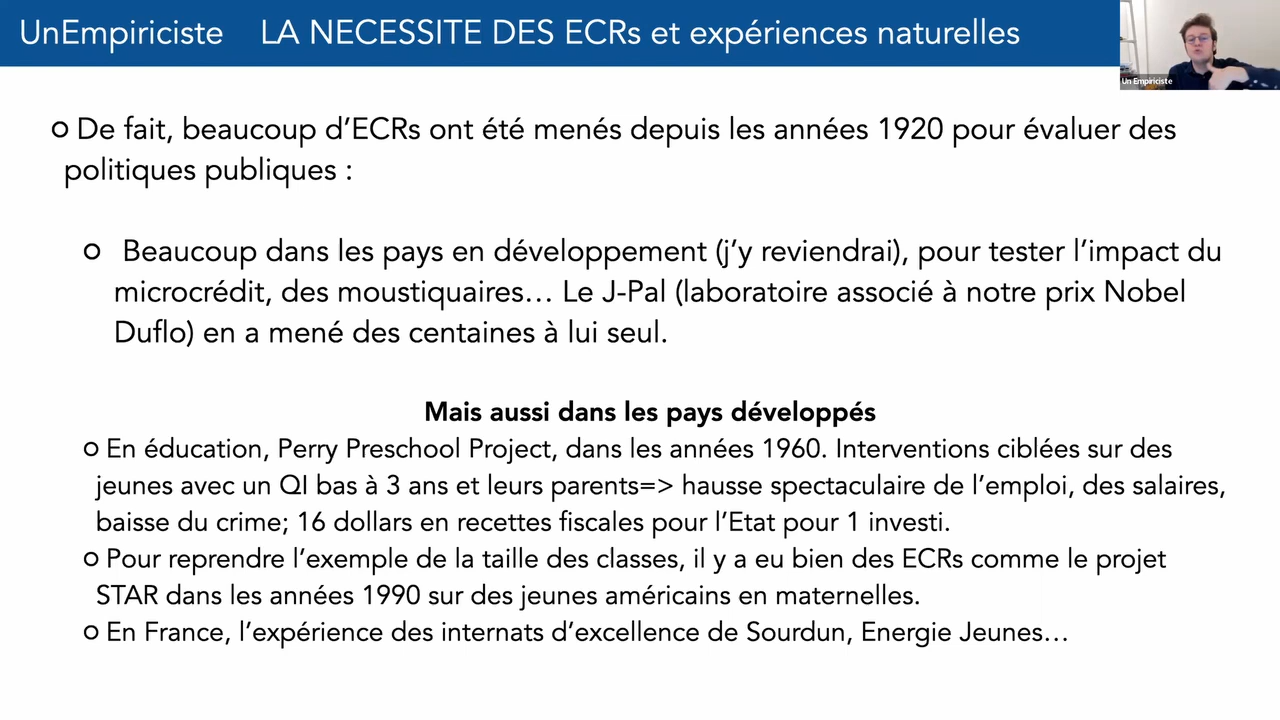 UnEmpiriciste LA NECESSITE DES ECRs et expériences naturelles
Un Empiriciste
O De fait, beaucoup d'ECRs ont été menés depuis les années 1920 pour évaluer des
politiques publiques :
O Beaucoup dans les pays en développement (j'y reviendrai), pour tester l'impact du
microcrédit, des moustiquaires… Le J-Pal (laboratoire associé à notre prix Nobel
Duflo) en a mené des centaines à lui seul.
Mais aussi dans les pays développés
O En éducation, Perry Preschool Project, dans les années 1960. Interventions ciblées sur des
jeunes avec un QI bas à 3 ans et leurs parents=> hausse spectaculaire de l'emploi, des salaires,
baisse du crime; 16 dollars en recettes fiscales pour l'Etat pour 1 investi.
O Pour reprendre l'exemple de la taille des classes, il y a eu bien des ECRs comme le projet
STAR dans les années 1990 sur des jeunes américains en maternelles.
O En France, l'expérience des internats d'excellence de Sourdun, Energie Jeunes…